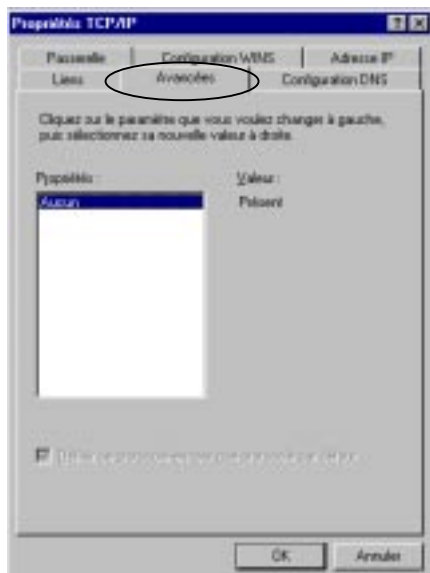 Propriétés TCP/IP
Passerelle Configuration WINS Adresse IP
Liens Avancées Configuration DNS
Cliquez sur le paramètre que vous voulez changer à gauche,
puis sélectionnez sa nouvelle valeur à droite.
Propriétés : Valeur :
Aucun Présent
OK Annuler